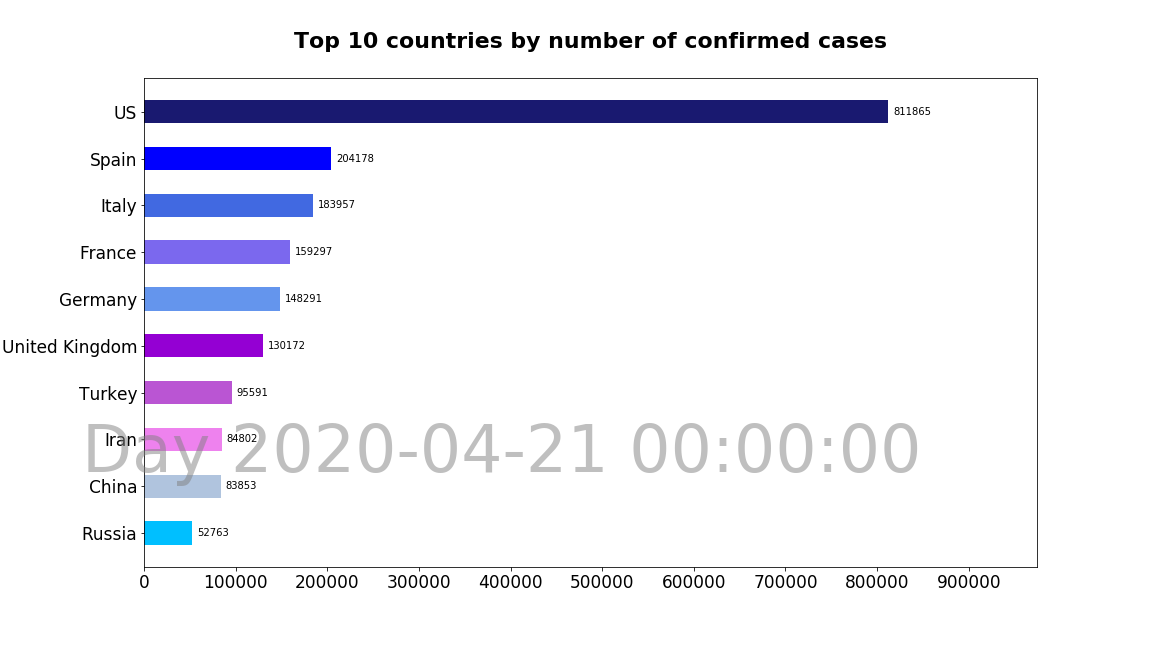 Top 10 countries by number of confirmed cases
US 811865
Spain 204178
Italy 183957
France 159297
Germany 148291
United Kingdom 130172
Turkey 95591
Iran 84802
Day 2020-04-21 00:00:00
China 83853
Russia 52763
0 100000 200000 300000 400000 500000 600000 700000 800000 900000